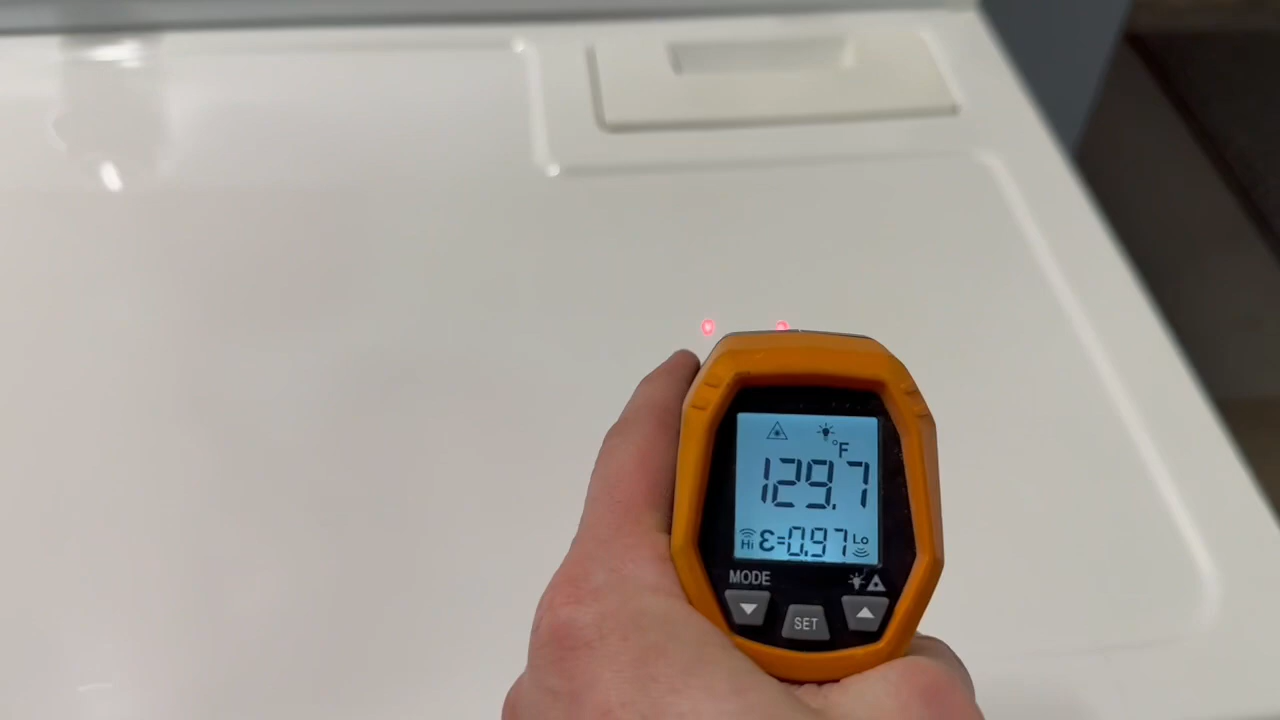 °F
129.7
Hi ε=0.97 Lo
MODE
SET